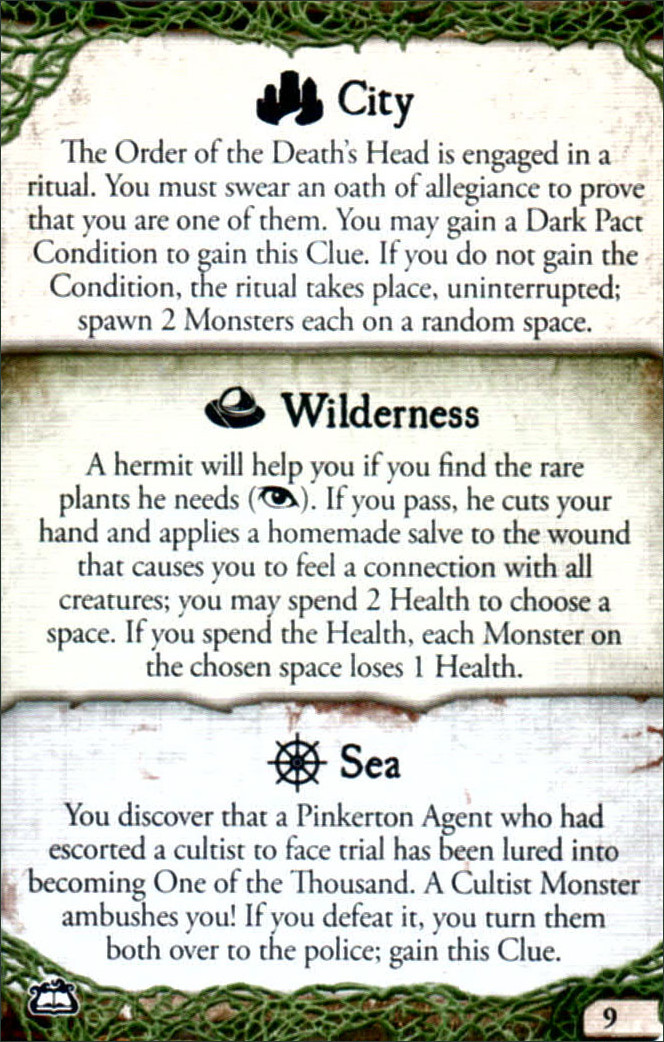 City
The Order of the Death's Head is engaged in a
ritual. You must swear an oath of allegiance to prove
that you are one of them. You may gain a Dark Pact
Condition to gain this Clue. If you do not gain the
Condition, the ritual takes place, uninterrupted;
spawn 2 Monsters each on a random space.
Wilderness
A hermit will help you if you find the rare
plants he needs (). If you pass, he cuts your
hand and applies a homemade salve to the wound
that causes you to feel a connection with all
creatures; you may spend 2 Health to choose a
space. If you spend the Health, each Monster on
the chosen space loses 1 Health.
Sea
You discover that a Pinkerton Agent who had
escorted a cultist to face trial has been lured into
becoming One of the Thousand. A Cultist Monster
ambushes you! If you defeat it, you turn them
both over to the police; gain this Clue.
9